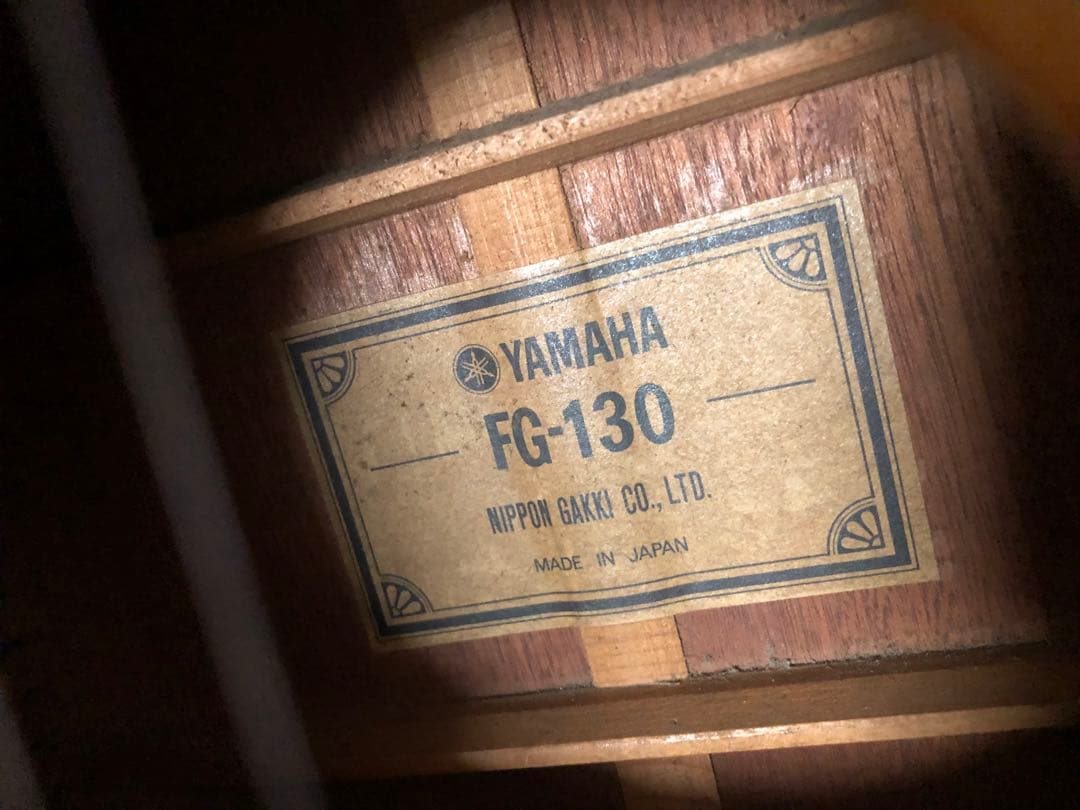 YAMAHA
FG-130
NIPPON GAKKI CO., LTD.
MADE IN JAPAN